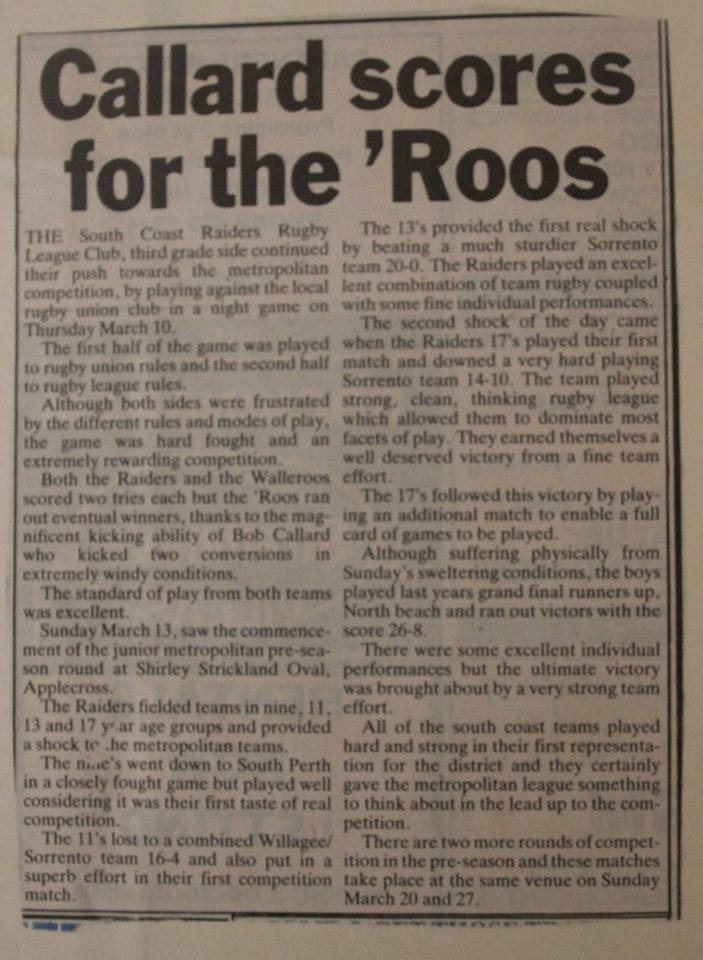 Callard scores
for the 'Roos
THE South Coast Raiders Rugby
League Club, third grade side continued
their push towards the metropolitan
competition, by playing against the local
rugby union club in a night game on
Thursday March 10.
The first half of the game was played
to rugby union rules and the second half
to rugby league rules.
Although both sides were frustrated
by the different rules and modes of play,
the game was hard fought and an
extremely rewarding competition.
Both the Raiders and the Walleroos
scored two tries each but the 'Roos ran
out eventual winners, thanks to the mag-
nificent kicking ability of Bob Callard
who kicked two conversions in
extremely windy conditions.
The standard of play from both teams
was excellent.
Sunday March 13, saw the commence-
ment of the junior metropolitan pre-sea-
son round at Shirley Strickland Oval,
Applecross.
The Raiders fielded teams in nine, 11,
13 and 17 year age groups and provided
a shock to the metropolitan teams.
The nine's went down to South Perth
in a closely fought game but played well
considering it was their first taste of real
competition.
The 11's lost to a combined Willagee/
Sorrento team 16-4 and also put in a
superb effort in their first competition
match.
The 13's provided the first real shock
by beating a much sturdier Sorrento
team 20-0. The Raiders played an excel-
lent combination of team rugby coupled
with some fine individual performances.
The second shock of the day came
when the Raiders 17's played their first
match and downed a very hard playing
Sorrento team 14-10. The team played
strong, clean, thinking rugby league
which allowed them to dominate most
facets of play. They earned themselves a
well deserved victory from a fine team
effort.
The 17's followed this victory by play-
ing an additional match to enable a full
card of games to be played.
Although suffering physically from
Sunday's sweltering conditions, the boys
played last years grand final runners up,
North beach and ran out victors with the
score 26-8.
There were some excellent individual
performances but the ultimate victory
was brought about by a very strong team
effort.
All of the south coast teams played
hard and strong in their first representa-
tion for the district and they certainly
gave the metropolitan league something
to think about in the lead up to the com-
petition.
There are two more rounds of compet-
ition in the pre-season and these matches
take place at the same venue on Sunday
March 20 and 27.